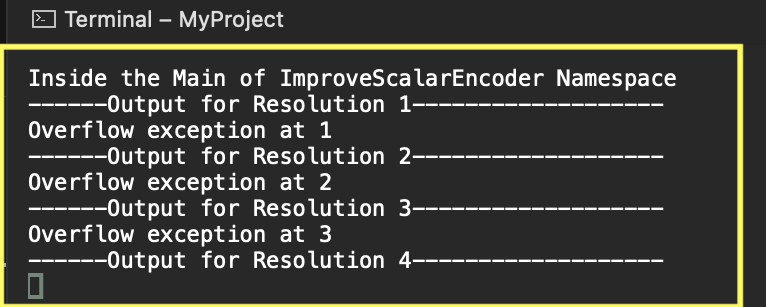 Terminal – MyProject
Inside the Main of ImproveScalarEncoder Namespace
------Output for Resolution 1-------------------
Overflow exception at 1
------Output for Resolution 2-------------------
Overflow exception at 2
------Output for Resolution 3-------------------
Overflow exception at 3
------Output for Resolution 4-------------------